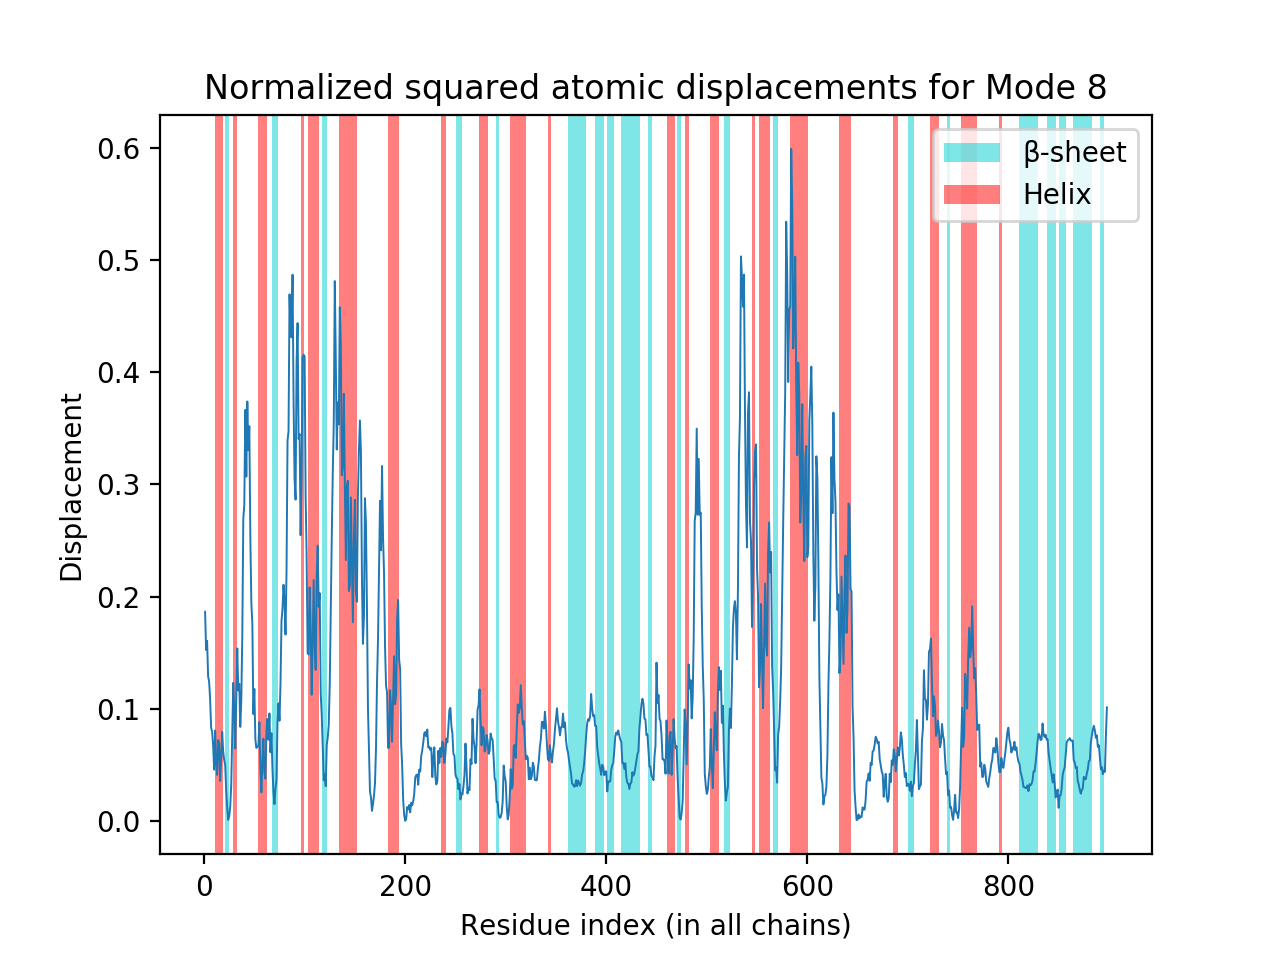 Normalized squared atomic displacements for Mode 8
β-sheet
Helix
0.6
0.5
0.4
0.3
0.2
0.1
0.0
Displacement
0 200 400 600 800
Residue index (in all chains)